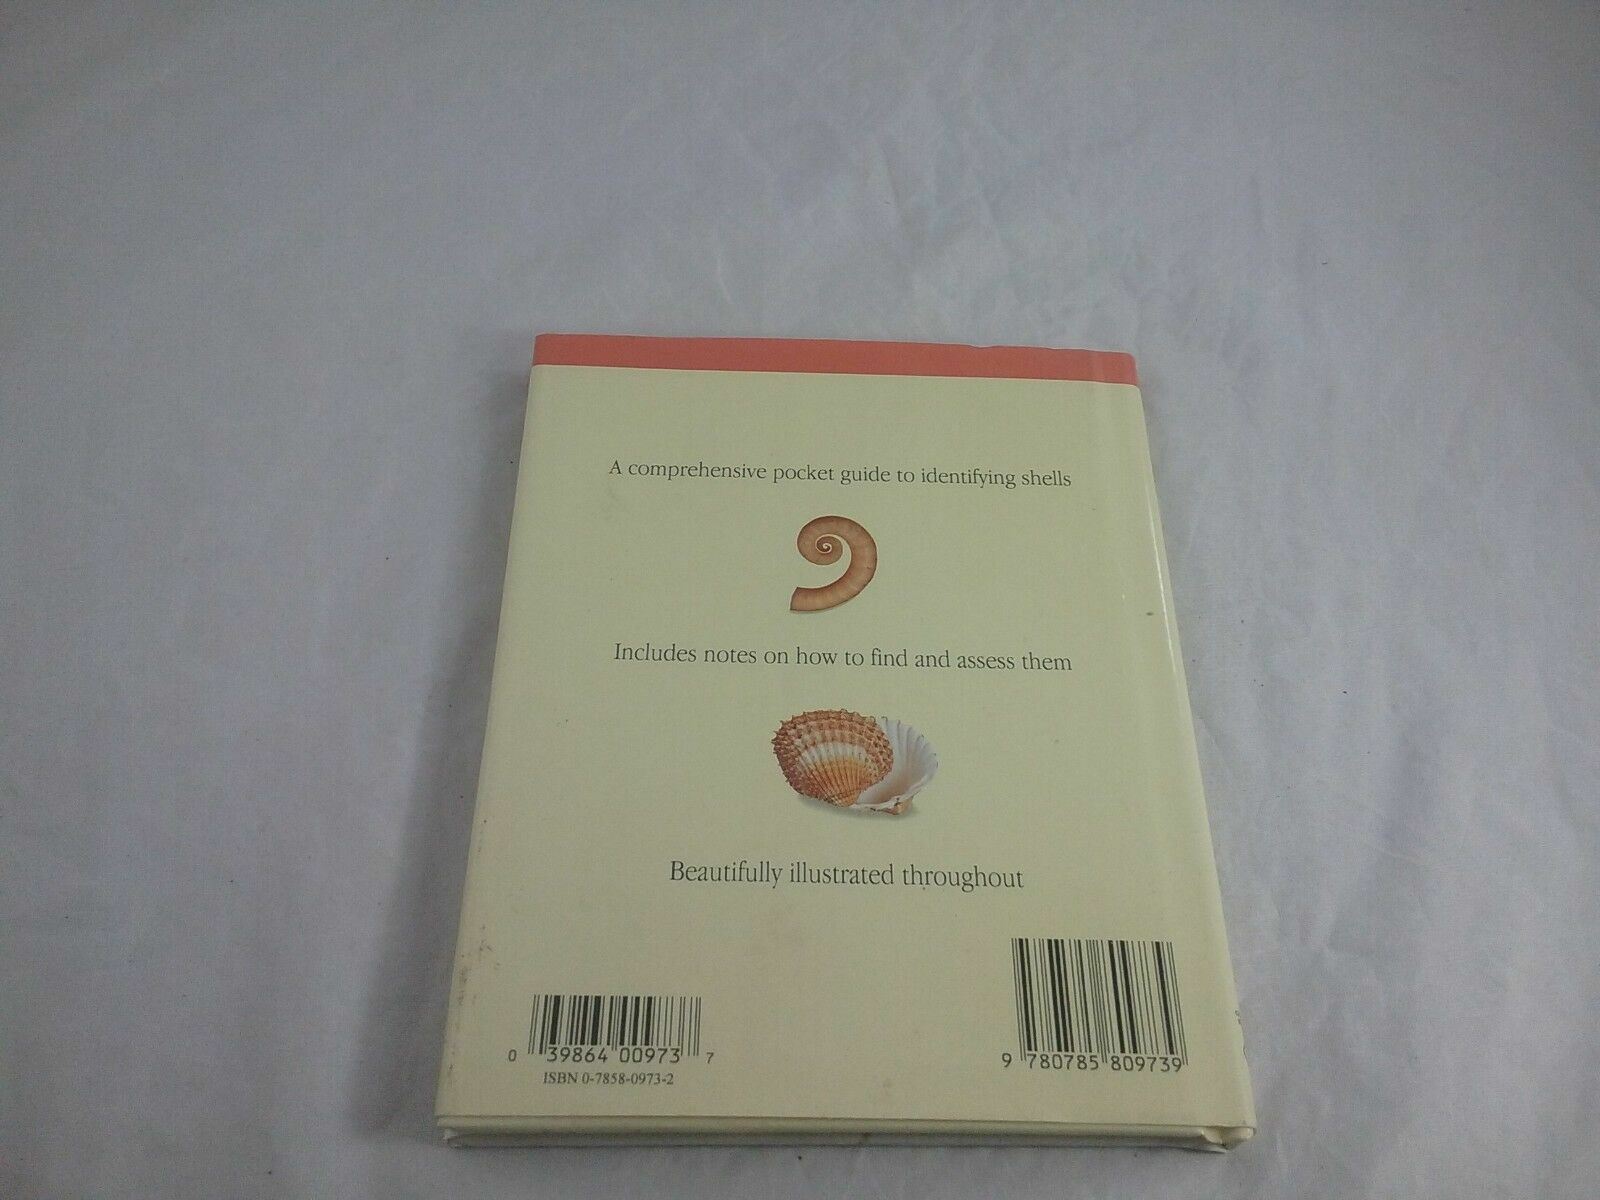 A comprehensive pocket guide to identifying shells
Includes notes on how to find and assess them
Beautifully illustrated throughout
0 39864 00973 7
ISBN 0-7858-0973-2
9 780785 809739